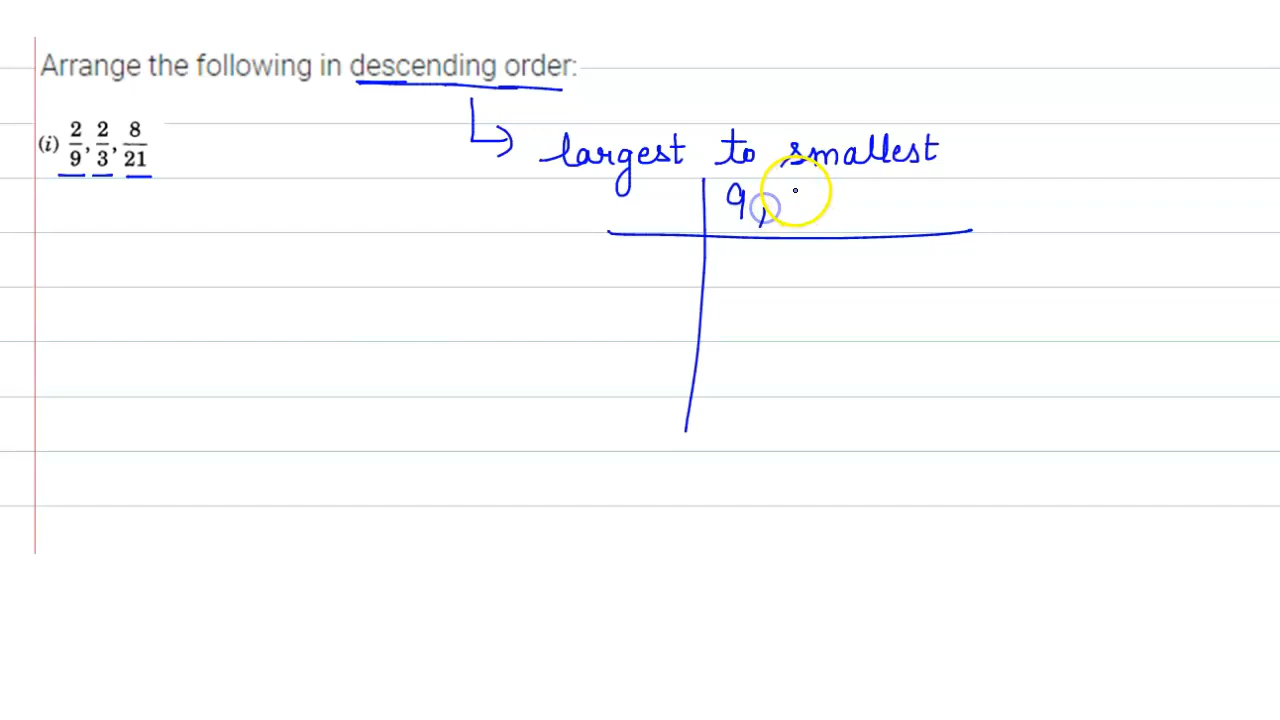 Arrange the following in descending order:
(i) 2/9, 2/3, 8/21
largest to smallest
9,